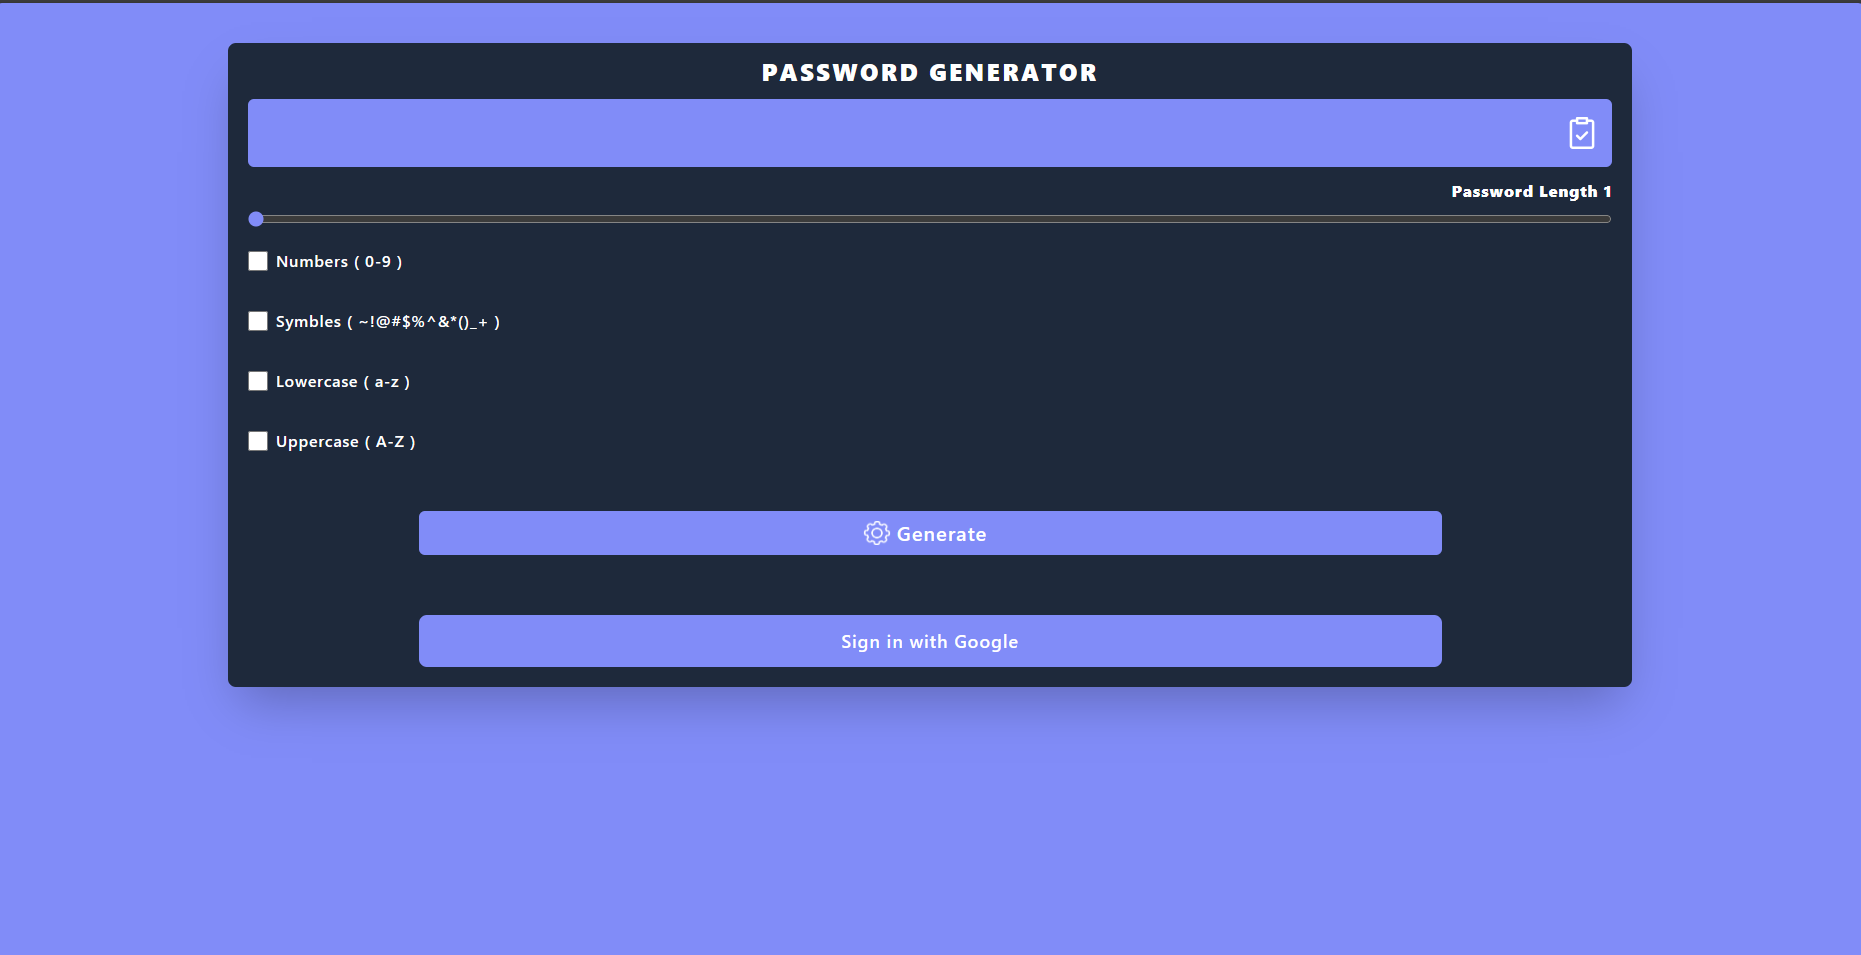 PASSWORD GENERATOR
Password Length 1
Numbers ( 0-9 )
Symbles ( ~!@#$%^&*()_+ )
Lowercase ( a-z )
Uppercase ( A-Z )
Generate
Sign in with Google